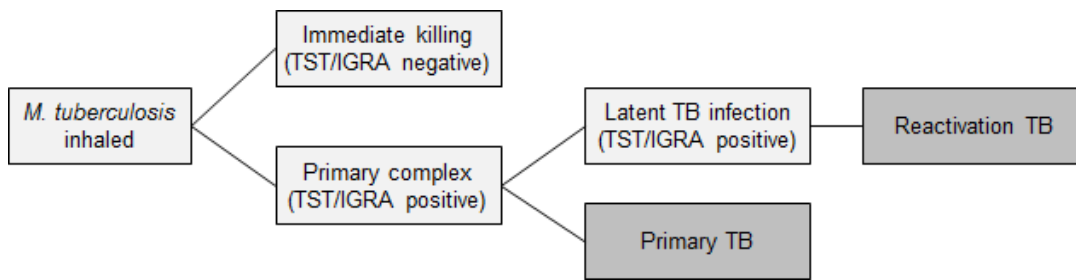 Immediate killing
(TST/IGRA negative)
M. tuberculosis
inhaled
Latent TB infection
(TST/IGRA positive)
Reactivation TB
Primary complex
(TST/IGRA positive)
Primary TB